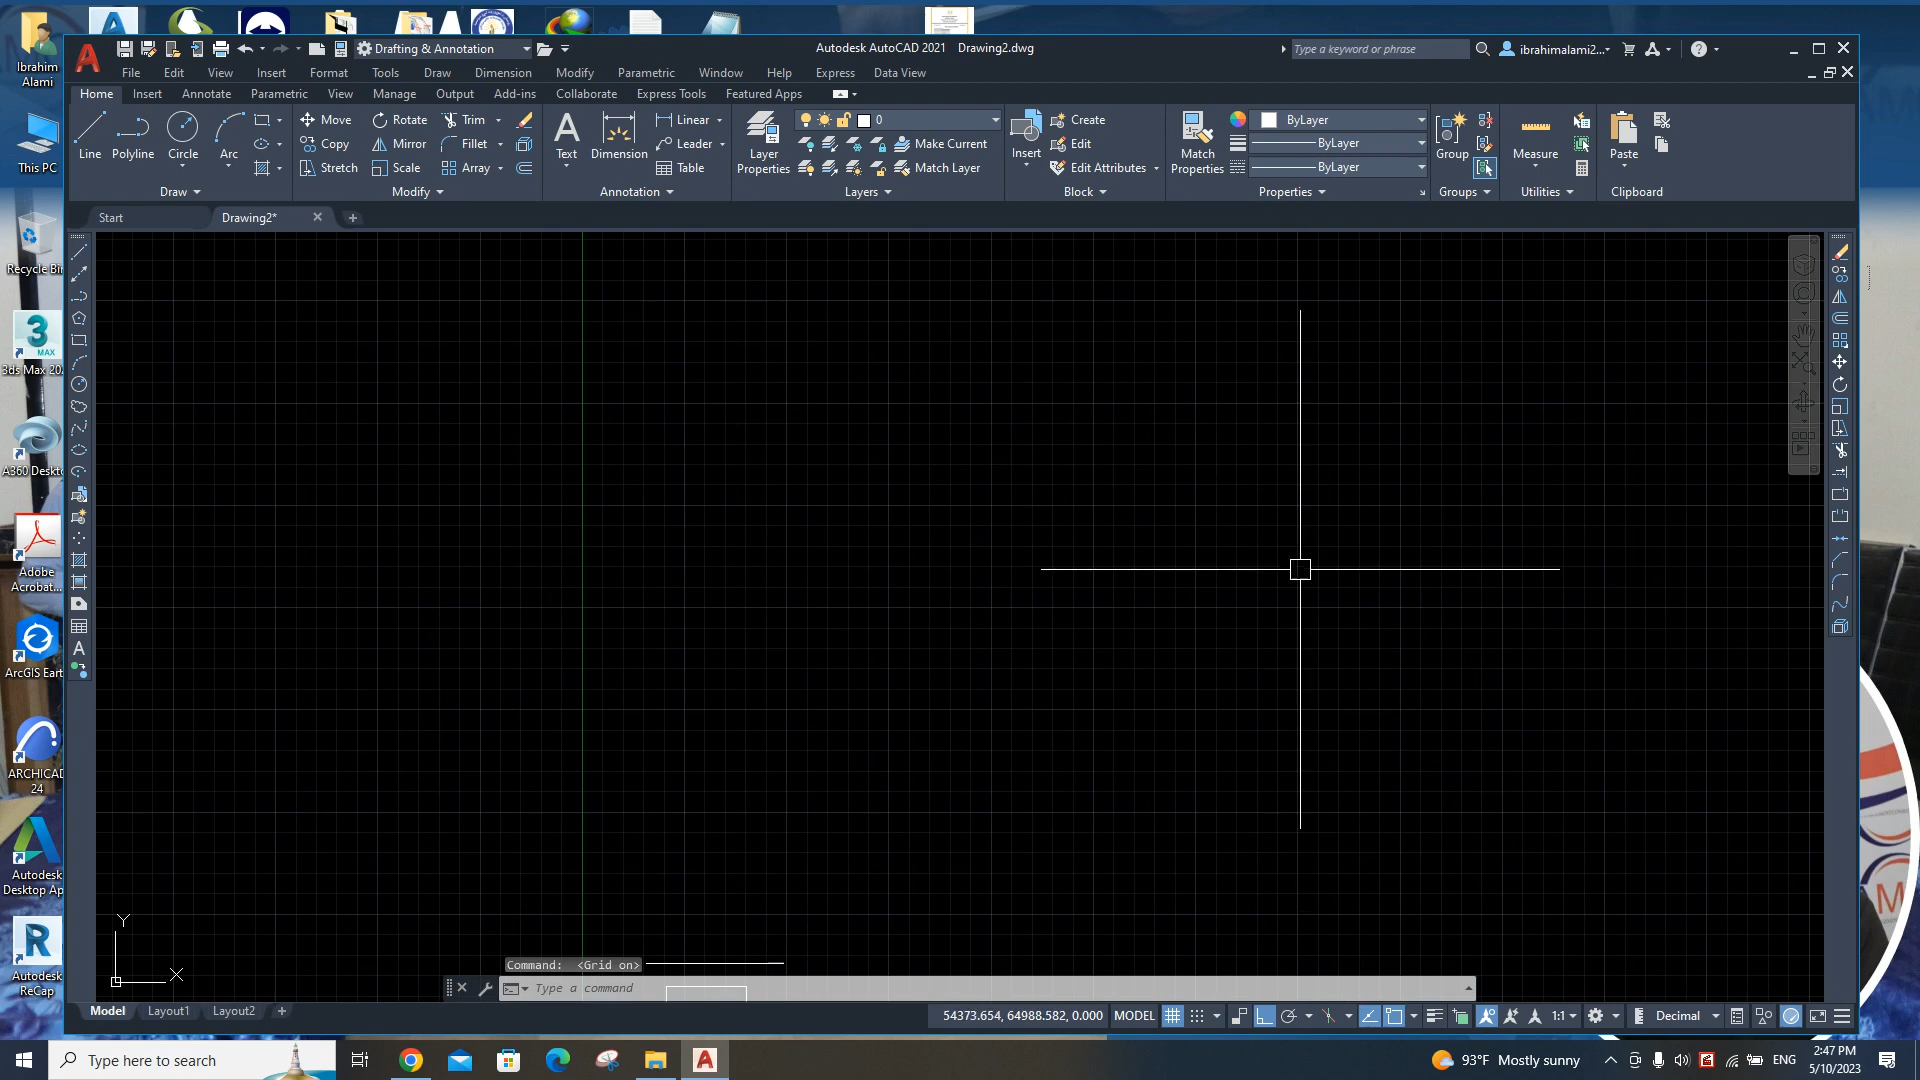 Drafting & Annotation
Autodesk AutoCAD 2021 Drawing2.dwg
Type a keyword or phrase
ibrahimalami2...
File Edit View Insert Format Tools Draw Dimension Modify Parametric Window Help Express Data View
Home Insert Annotate Parametric View Manage Output Add-ins Collaborate Express Tools Featured Apps
Line
Polyline
Circle
Arc
Draw
Move Rotate Trim
Copy Mirror Fillet
Stretch Scale Array
Modify
Text
Dimension
Linear
Leader
Table
Annotation
Layer
Properties
0
Make Current
Match Layer
Layers
Insert
Create
Edit
Edit Attributes
Block
Match
Properties
ByLayer
ByLayer
ByLayer
Properties
Group
Groups
Measure
Utilities
Paste
Clipboard
Start Drawing2*
Ibrahim
Alami
This PC
Recycle Bin
3
MAX
3ds Max 20
A360 Deskto
Adobe
Acrobat...
ArcGIS Eart
ARCHICAD
24
Autodesk
Desktop Ap
Autodesk
ReCap
Y
X
Command: <Grid on>
Type a command
Model Layout1 Layout2
54373.654, 64988.582, 0.000 MODEL 1:1 Decimal
Type here to search
93°F Mostly sunny
ENG
2:47 PM
5/10/2023